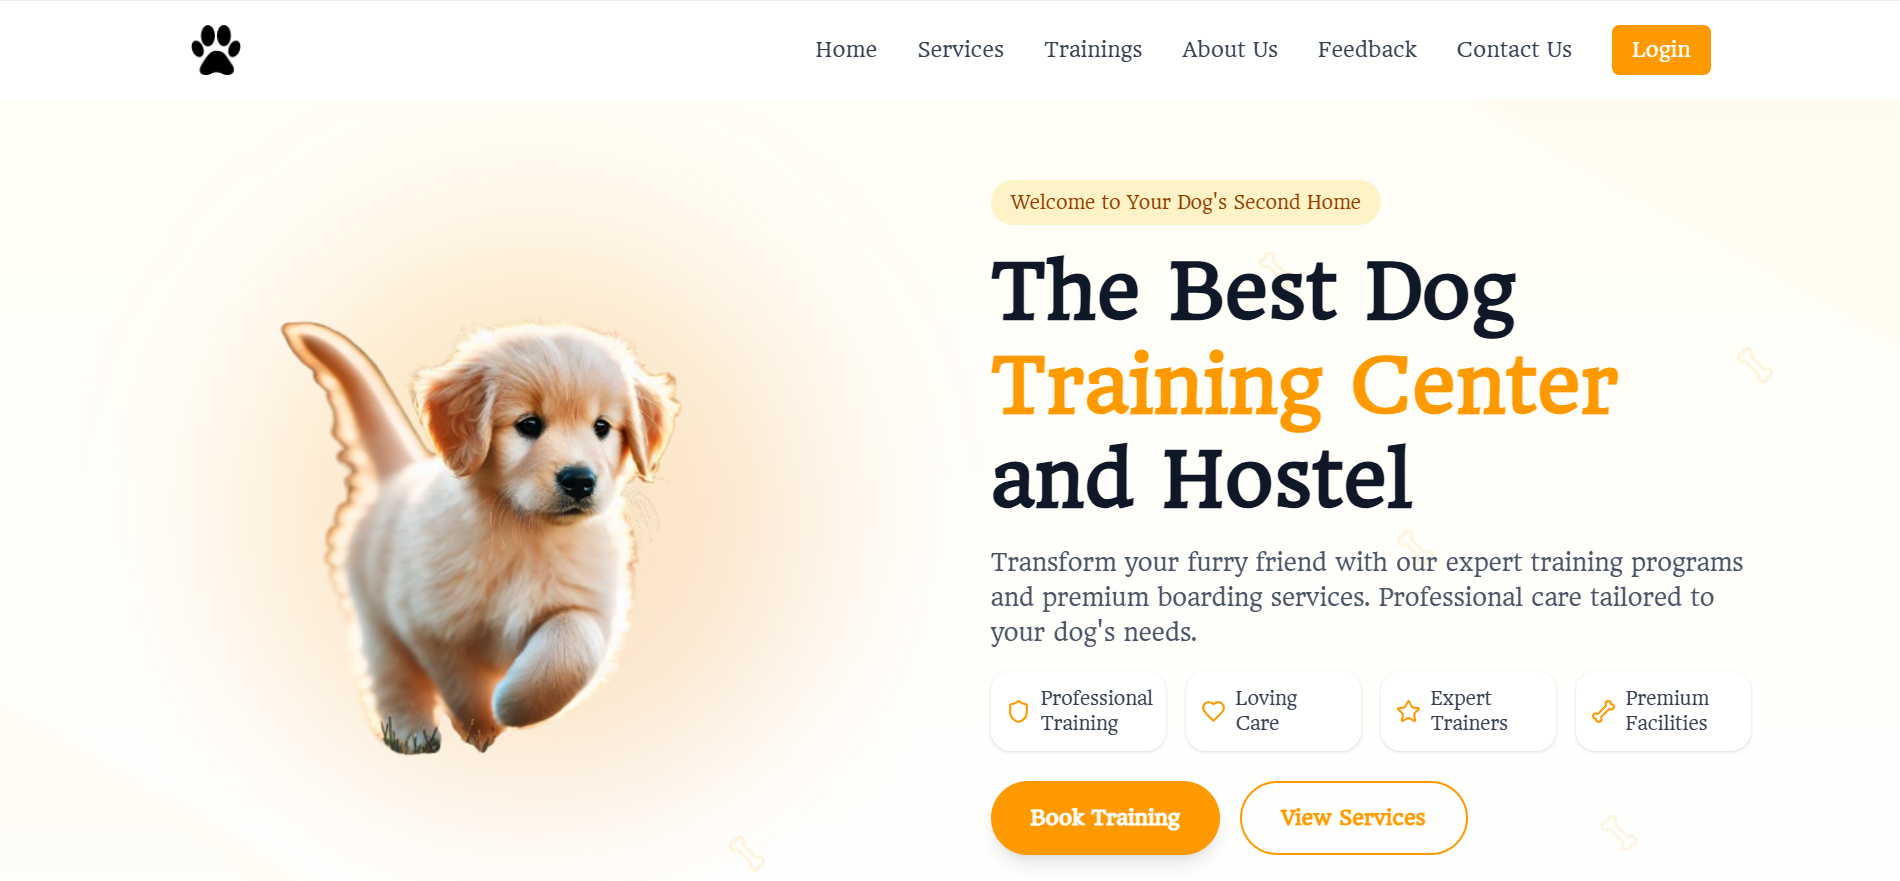 Home Services Trainings About Us Feedback Contact Us Login
Welcome to Your Dog's Second Home
The Best Dog
Training Center
and Hostel
Transform your furry friend with our expert training programs
and premium boarding services. Professional care tailored to
your dog's needs.
Professional
Training
Loving
Care
Expert
Trainers
Premium
Facilities
Book Training
View Services